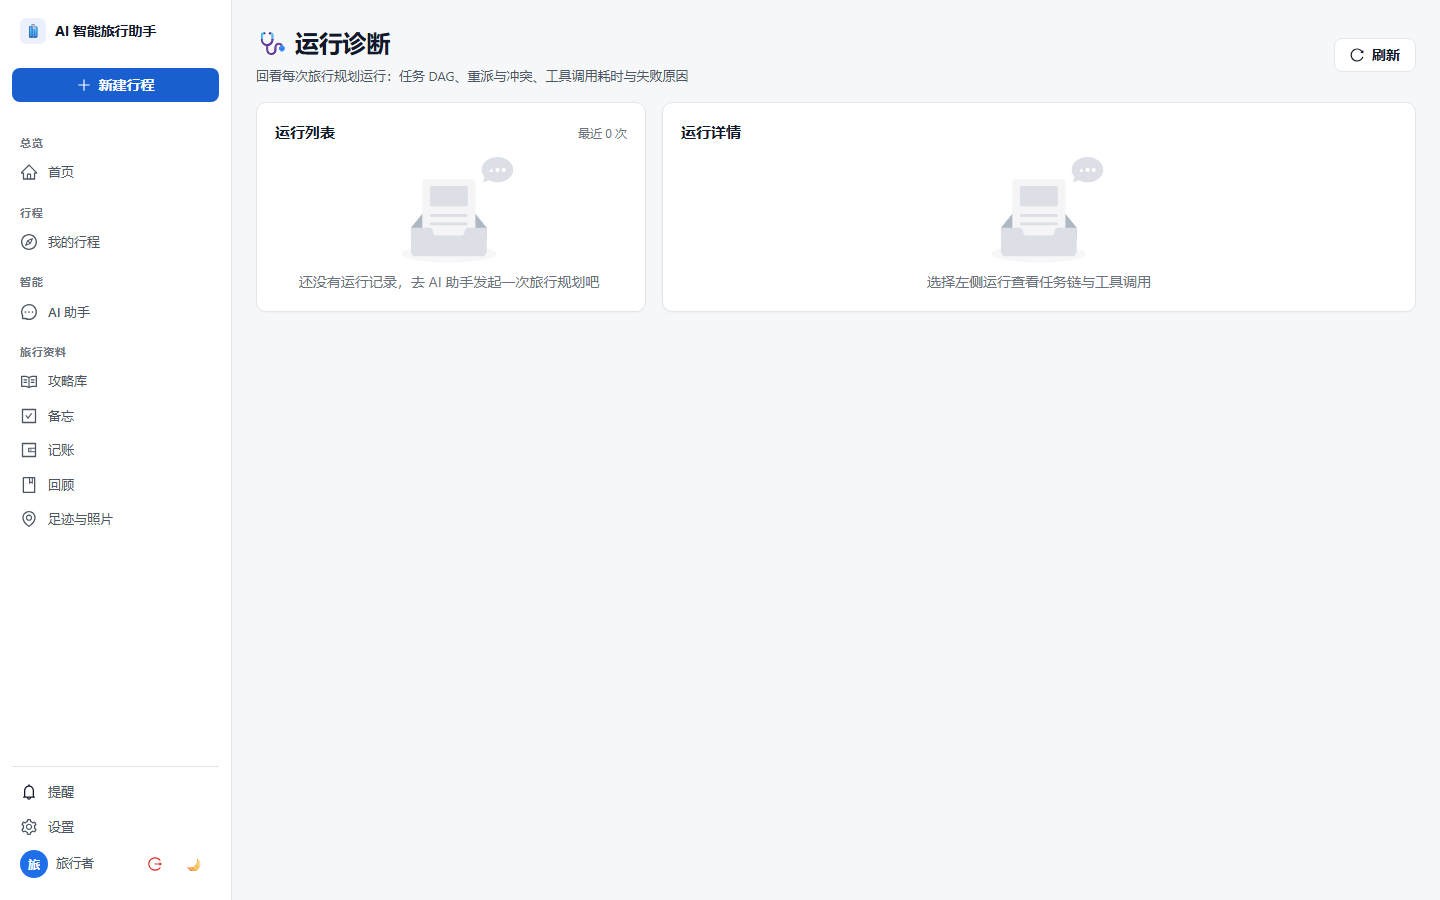 AI 智能旅行助手
新建行程
总览
首页
行程
我的行程
智能
AI 助手
旅行资料
攻略库
备忘
记账
回顾
足迹与照片
提醒
设置
旅 旅行者
运行诊断
回看每次旅行规划运行：任务 DAG、重派与冲突、工具调用耗时与失败原因
刷新
运行列表
最近 0 次
还没有运行记录，去 AI 助手发起一次旅行规划吧
运行详情
选择左侧运行查看任务链与工具调用